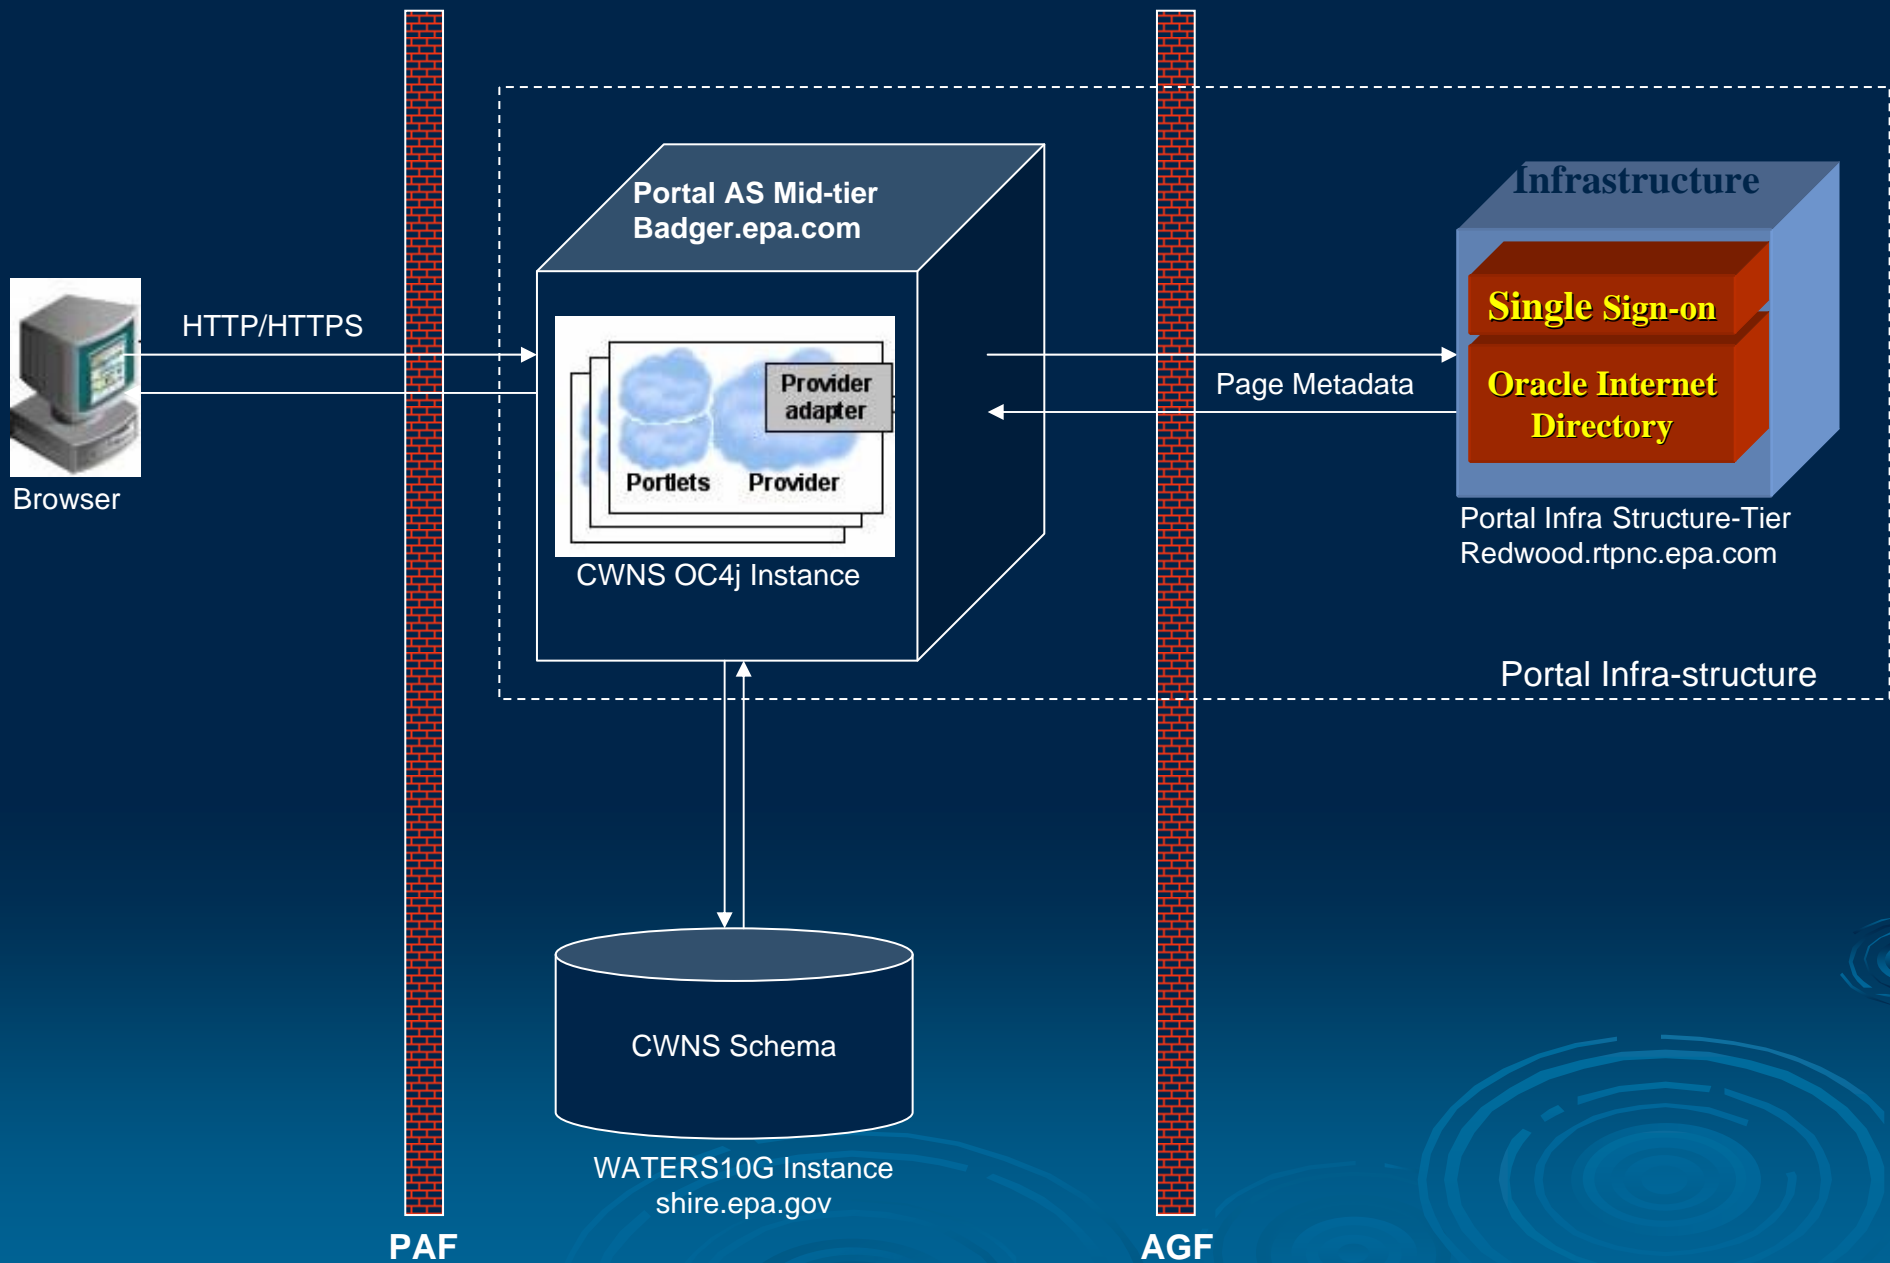 Portal AS Mid-tier
Badger.epa.com
Infrastructure
Single Sign-on
Oracle Internet
Directory
HTTP/HTTPS
Page Metadata
Provider
adapter
Portlets
Provider
Browser
CWNS OC4j Instance
Portal Infra Structure-Tier
Redwood.rtpnc.epa.com
Portal Infra-structure
CWNS Schema
WATERS10G Instance
shire.epa.gov
PAF
AGF